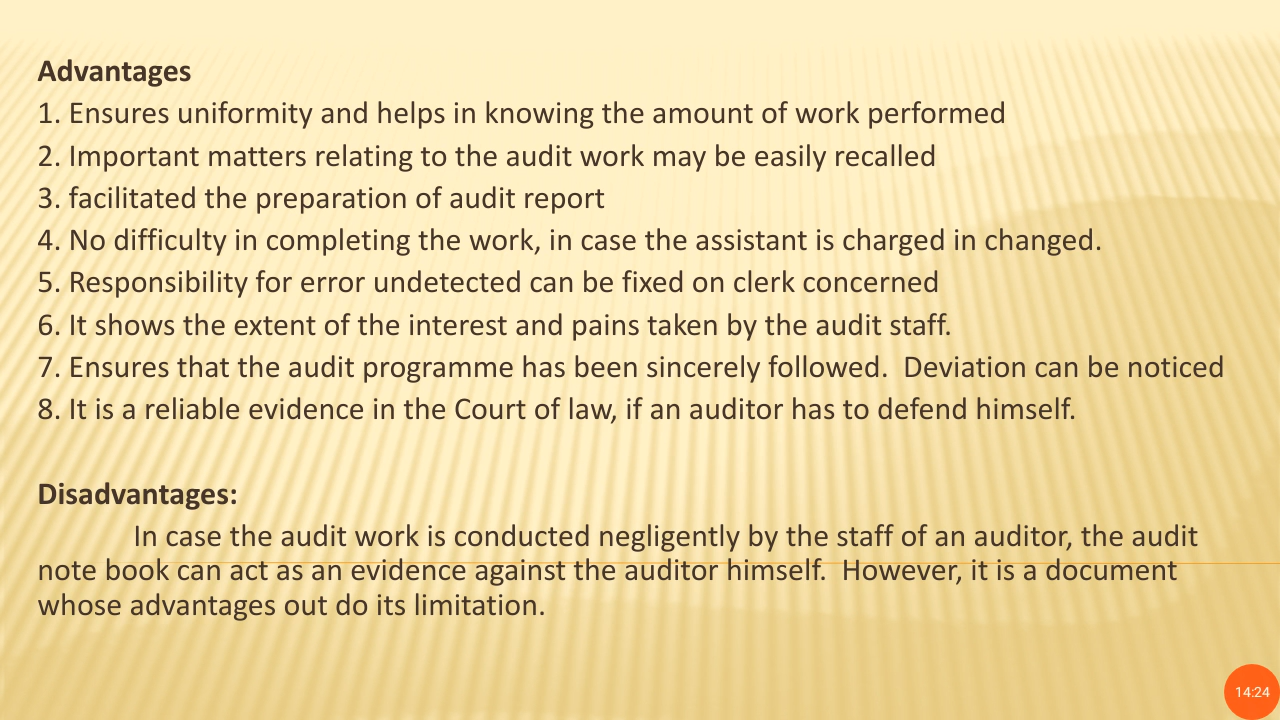 Advantages
1. Ensures uniformity and helps in knowing the amount of work performed
2. Important matters relating to the audit work may be easily recalled
3. facilitated the preparation of audit report
4. No difficulty in completing the work, in case the assistant is charged in changed.
5. Responsibility for error undetected can be fixed on clerk concerned
6. It shows the extent of the interest and pains taken by the audit staff.
7. Ensures that the audit programme has been sincerely followed.  Deviation can be noticed
8. It is a reliable evidence in the Court of law, if an auditor has to defend himself.
Disadvantages:
In case the audit work is conducted negligently by the staff of an auditor, the audit
note book can act as an evidence against the auditor himself.  However, it is a document
whose advantages out do its limitation.
14:24